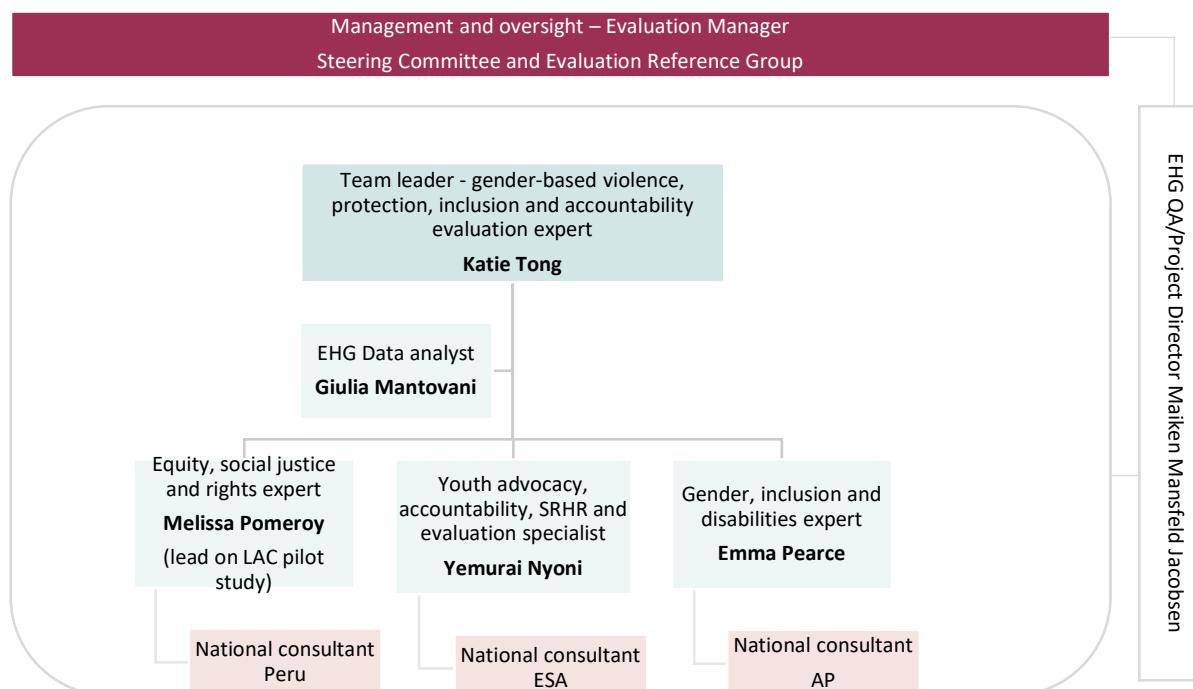 Management and oversight – Evaluation Manager
Steering Committee and Evaluation Reference Group
Team leader - gender-based violence,
protection, inclusion and accountability
evaluation expert
Katie Tong
EHG Data analyst
Giulia Mantovani
Equity, social justice
and rights expert
Melissa Pomeroy
(lead on LAC pilot
study)
Youth advocacy,
accountability, SRHR and
evaluation specialist
Yemurai Nyoni
Gender, inclusion and
disabilities expert
Emma Pearce
National consultant
Peru
National consultant
ESA
National consultant
AP
EHG QA/Project Director Maiken Mansfeld Jacobsen